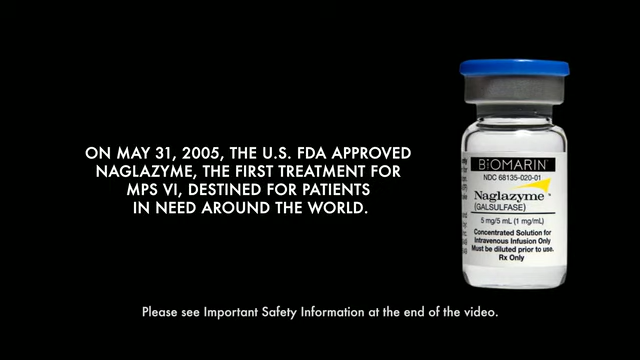 ON MAY 31, 2005, THE U.S. FDA APPROVED
NAGLAZYME, THE FIRST TREATMENT FOR
MPS VI, DESTINED FOR PATIENTS
IN NEED AROUND THE WORLD.
BIOMARIN™
NDC 68135-020-01
Naglazyme™
(GALSULFASE)
5 mg/5 mL (1 mg/mL)
Concentrated Solution for
Intravenous Infusion Only
Must be diluted prior to use.
Rx Only
Please see Important Safety Information at the end of the video.